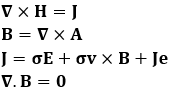 ∇ × H = J
B = ∇ × A
J = σE + σv × B + Je
∇. B = 0